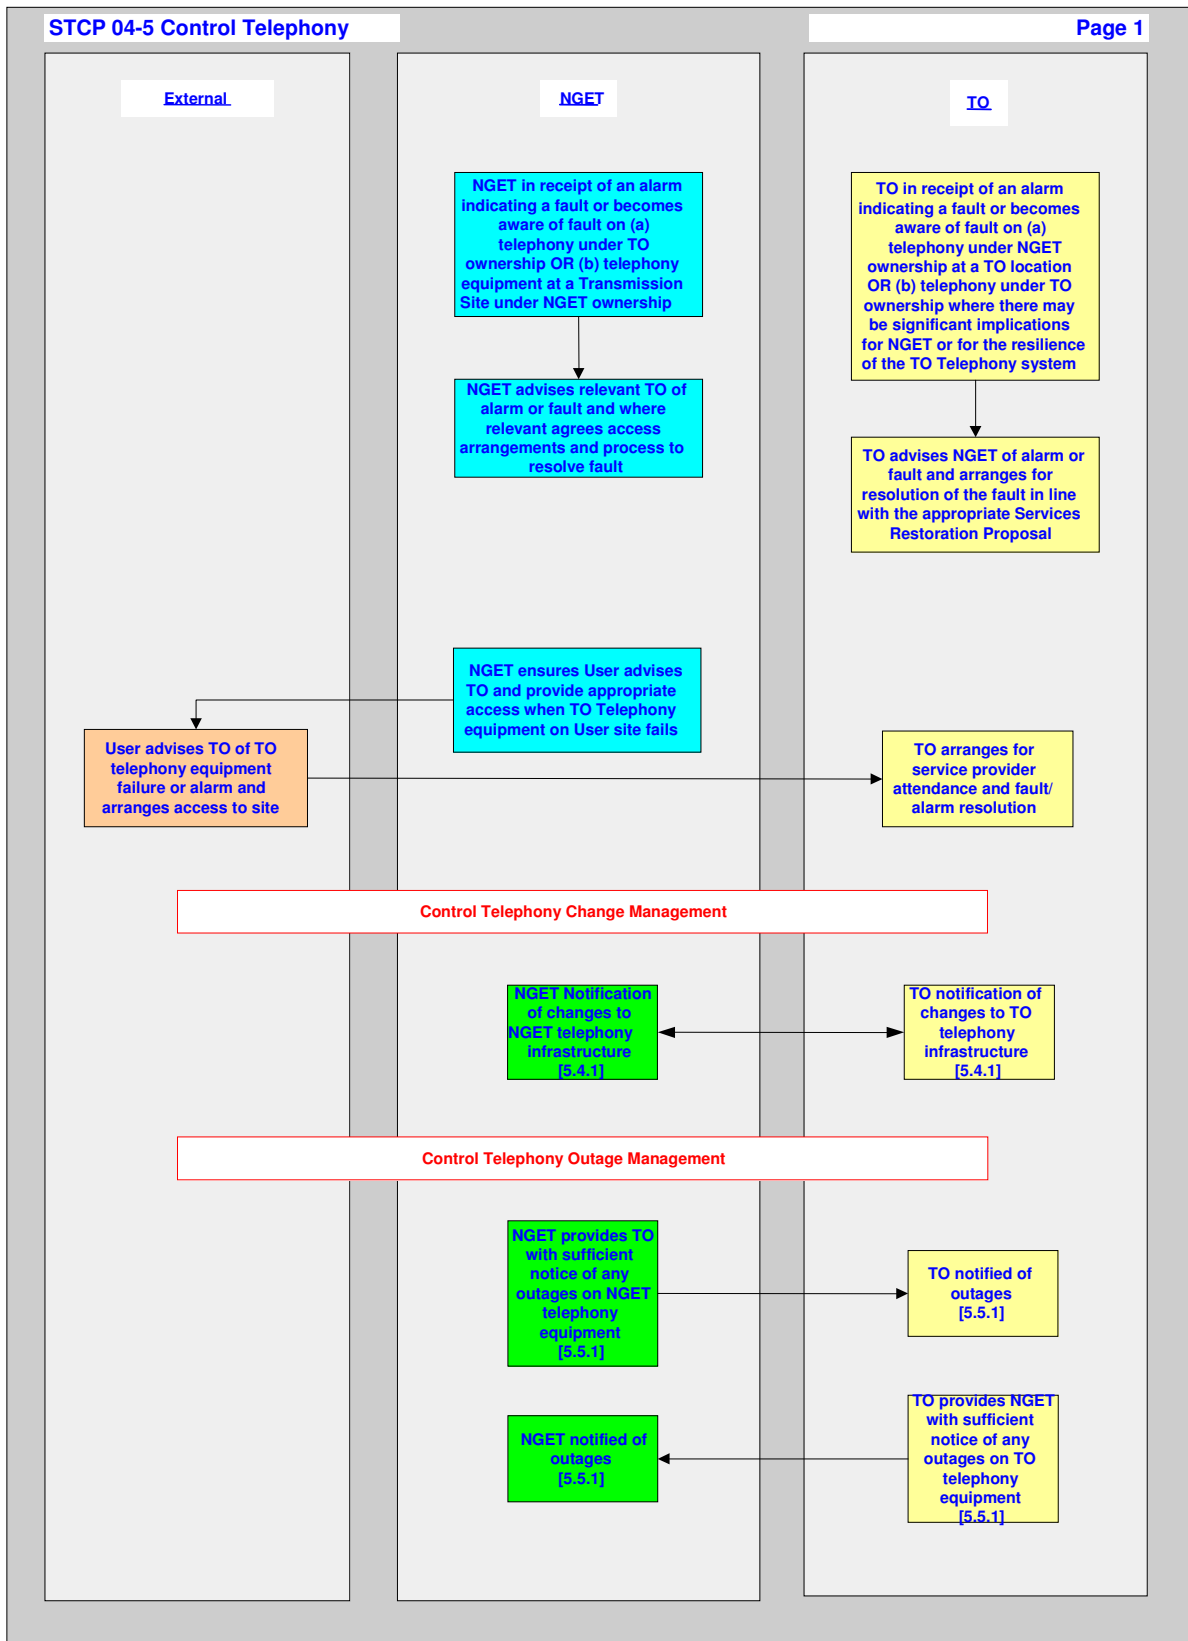 STCP 04-5 Control Telephony
Page 1
External
NGET
TO
NGET in receipt of an alarm
indicating a fault or becomes
aware of fault on (a)
telephony under TO
ownership OR (b) telephony
equipment at a Transmission
Site under NGET ownership
TO in receipt of an alarm
indicating a fault or becomes
aware of fault on (a)
telephony under NGET
ownership at a TO location
OR (b) telephony under TO
ownership where there may
be significant implications
for NGET or for the resilience
of the TO Telephony system
NGET advises relevant TO of
alarm or fault and where
relevant agrees access
arrangements and process to
resolve fault
TO advises NGET of alarm or
fault and arranges for
resolution of the fault in line
with the appropriate Services
Restoration Proposal
NGET ensures User advises
TO and provide appropriate
access when TO Telephony
equipment on User site fails
User advises TO of TO
telephony equipment
failure or alarm and
arranges access to site
TO arranges for
service provider
attendance and fault/
alarm resolution
Control Telephony Change Management
NGET Notification
of changes to
NGET telephony
infrastructure
[5.4.1]
TO notification of
changes to TO
telephony
infrastructure
[5.4.1]
Control Telephony Outage Management
NGET provides TO
with sufficient
notice of any
outages on NGET
telephony
equipment
[5.5.1]
TO notified of
outages
[5.5.1]
NGET notified of
outages
[5.5.1]
TO provides NGET
with sufficient
notice of any
outages on TO
telephony
equipment
[5.5.1]